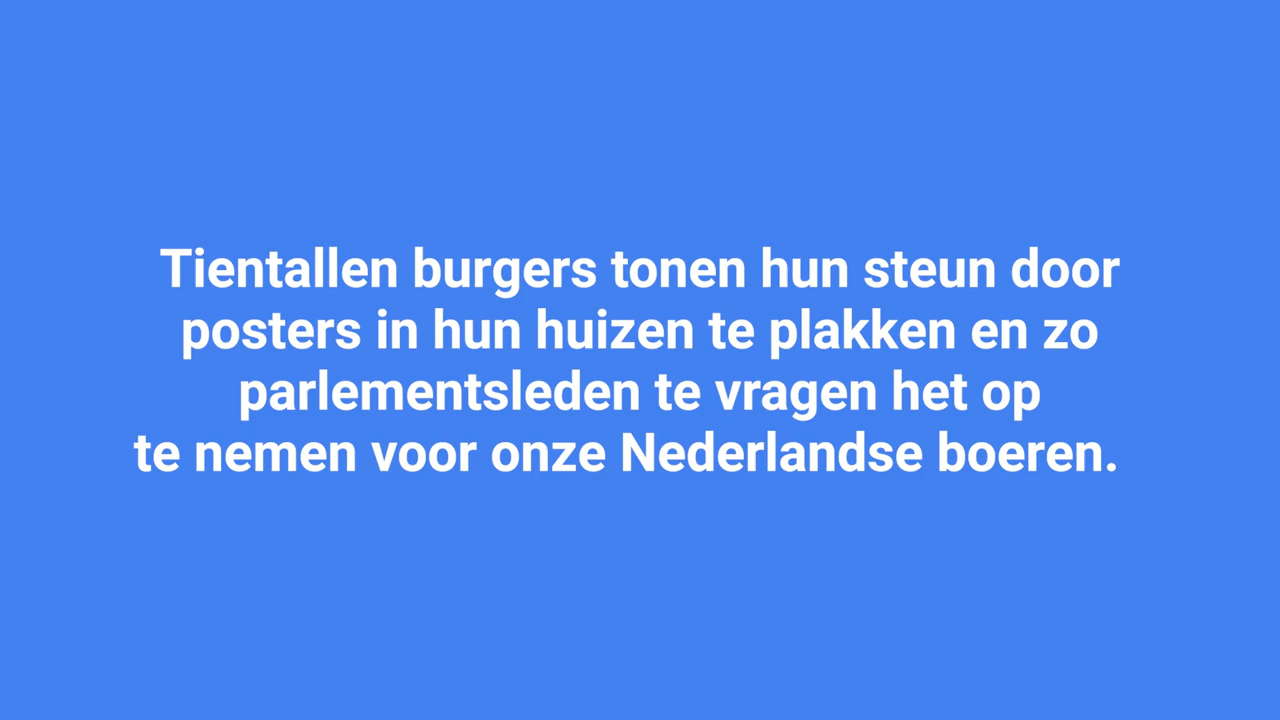 Tientallen burgers tonen hun steun door
posters in hun huizen te plakken en zo
parlementsleden te vragen het op
te nemen voor onze Nederlandse boeren.